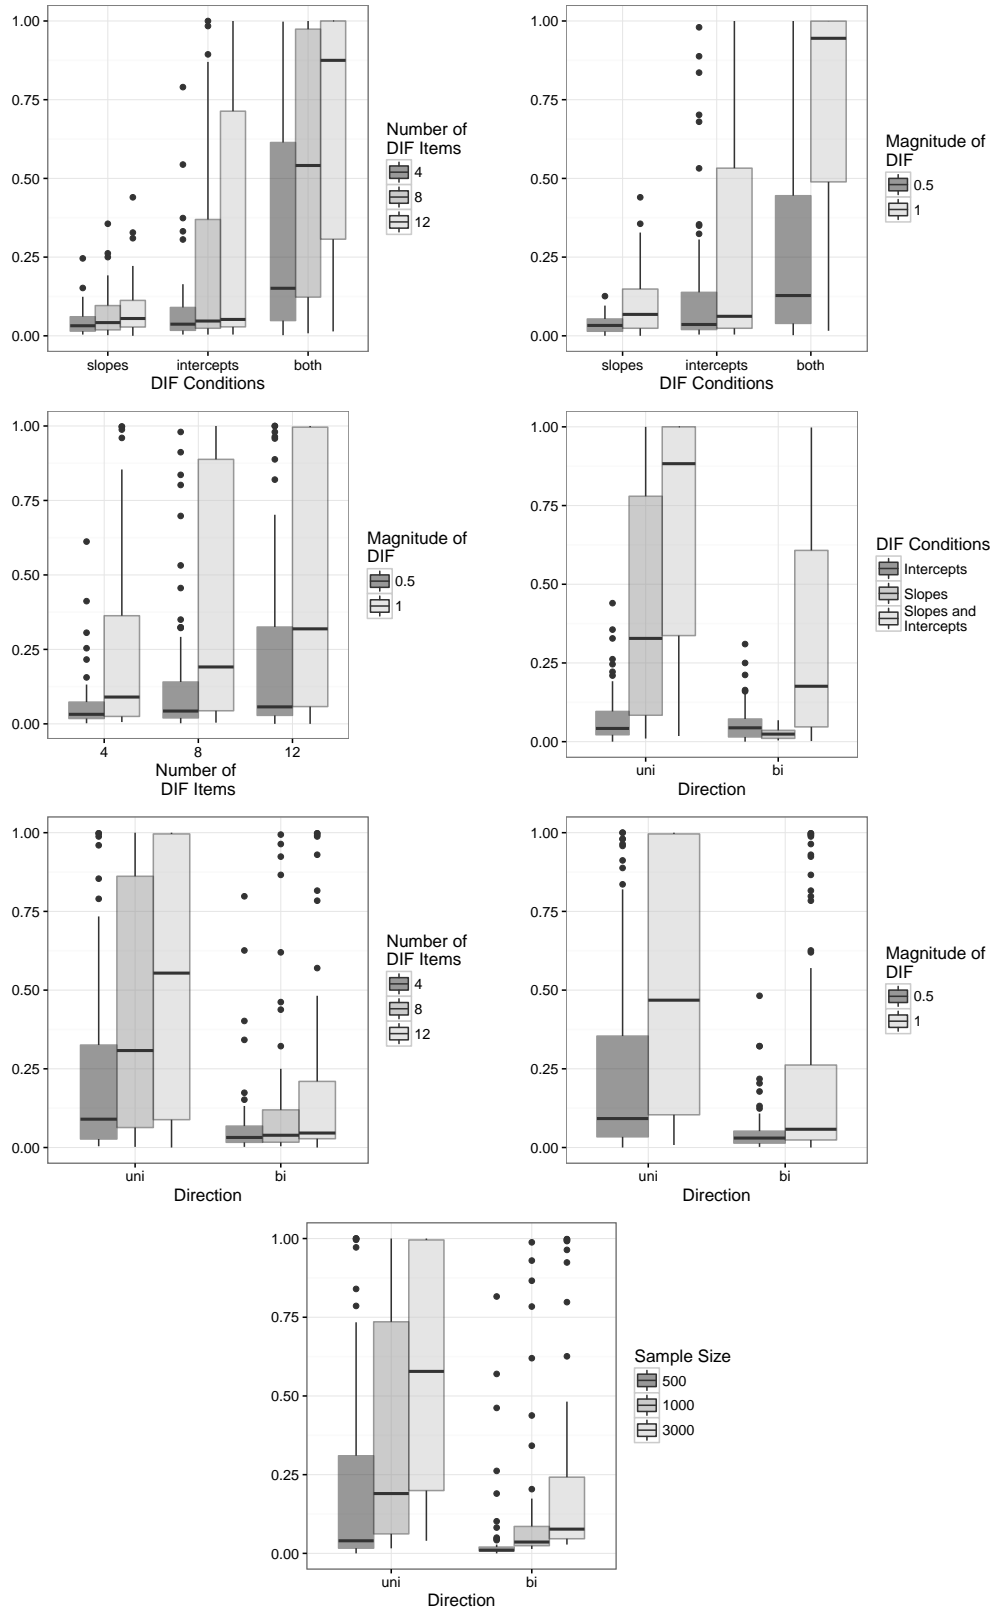 1.00
0.75
0.50
0.25
0.00
slopes intercepts both
DIF Conditions
Number of
DIF Items
4
8
12
1.00
0.75
0.50
0.25
0.00
slopes intercepts both
DIF Conditions
Magnitude of
DIF
0.5
1
1.00
0.75
0.50
0.25
0.00
4 8 12
Number of
DIF Items
Magnitude of
DIF
0.5
1
1.00
0.75
0.50
0.25
0.00
uni bi
Direction
DIF Conditions
Intercepts
Slopes
Slopes and
Intercepts
1.00
0.75
0.50
0.25
0.00
uni bi
Direction
Number of
DIF Items
4
8
12
1.00
0.75
0.50
0.25
0.00
uni bi
Direction
Magnitude of
DIF
0.5
1
1.00
0.75
0.50
0.25
0.00
uni bi
Direction
Sample Size
500
1000
3000